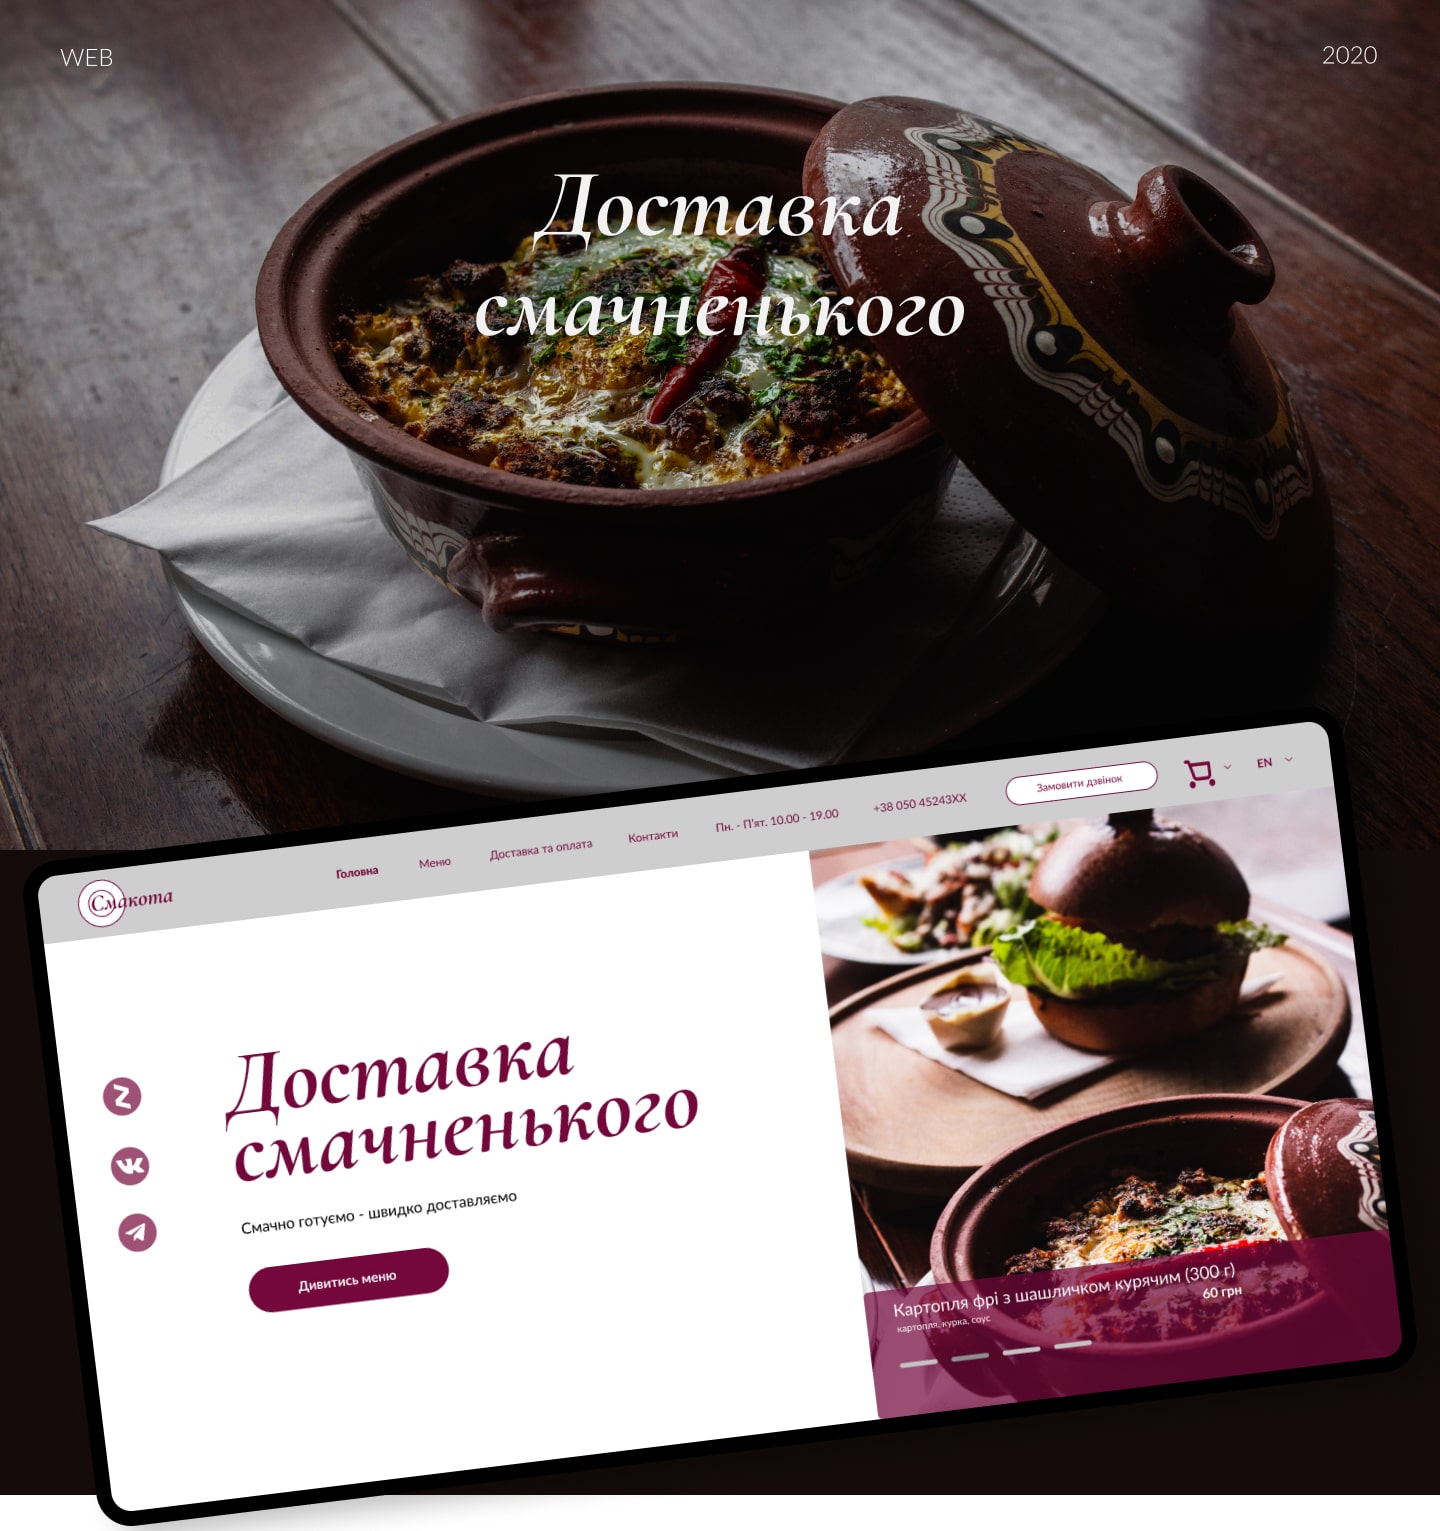 WEB
2020
Доставка
смачненького
Смакота
Головна
Меню
Доставка та оплата
Контакти
Пн. - П'ят. 10.00 - 19.00
+38 050 45243XX
Замовити дзвінок
EN
Доставка
смачненького
Смачно готуємо - швидко доставляємо
Дивитись меню
Картопля фрі з шашличком курячим (300 г)
60 грн
картопля, курка, соус